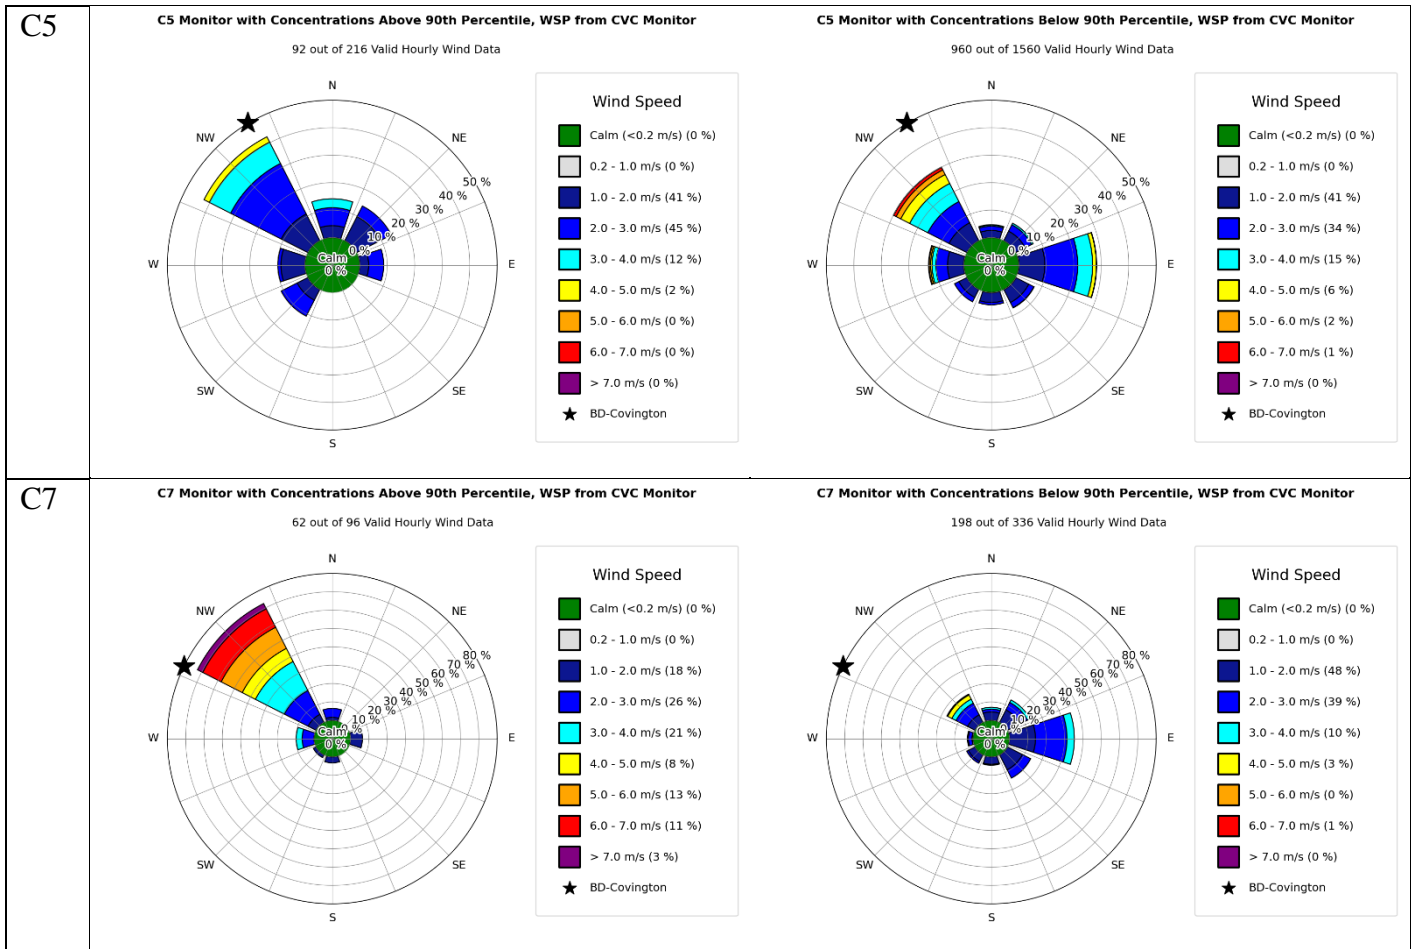 C5
C5 Monitor with Concentrations Above 90th Percentile, WSP from CVC Monitor
92 out of 216 Valid Hourly Wind Data
N
NE
E
SE
S
SW
W
NW
0 %
10 %
20 %
30 %
40 %
50 %
Calm
0 %
Wind Speed
Calm (<0.2 m/s) (0 %)
0.2 - 1.0 m/s (0 %)
1.0 - 2.0 m/s (41 %)
2.0 - 3.0 m/s (45 %)
3.0 - 4.0 m/s (12 %)
4.0 - 5.0 m/s (2 %)
5.0 - 6.0 m/s (0 %)
6.0 - 7.0 m/s (0 %)
> 7.0 m/s (0 %)
BD-Covington
C5 Monitor with Concentrations Below 90th Percentile, WSP from CVC Monitor
960 out of 1560 Valid Hourly Wind Data
N
NE
E
SE
S
SW
W
NW
0 %
10 %
20 %
30 %
40 %
50 %
Calm
0 %
Wind Speed
Calm (<0.2 m/s) (0 %)
0.2 - 1.0 m/s (0 %)
1.0 - 2.0 m/s (41 %)
2.0 - 3.0 m/s (34 %)
3.0 - 4.0 m/s (15 %)
4.0 - 5.0 m/s (6 %)
5.0 - 6.0 m/s (2 %)
6.0 - 7.0 m/s (1 %)
> 7.0 m/s (0 %)
BD-Covington
C7
C7 Monitor with Concentrations Above 90th Percentile, WSP from CVC Monitor
62 out of 96 Valid Hourly Wind Data
N
NE
E
SE
S
SW
W
NW
%
10 %
20 %
30 %
40 %
50 %
60 %
70 %
80 %
Calm
0 %
Wind Speed
Calm (<0.2 m/s) (0 %)
0.2 - 1.0 m/s (0 %)
1.0 - 2.0 m/s (18 %)
2.0 - 3.0 m/s (26 %)
3.0 - 4.0 m/s (21 %)
4.0 - 5.0 m/s (8 %)
5.0 - 6.0 m/s (13 %)
6.0 - 7.0 m/s (11 %)
> 7.0 m/s (3 %)
BD-Covington
C7 Monitor with Concentrations Below 90th Percentile, WSP from CVC Monitor
198 out of 336 Valid Hourly Wind Data
N
NE
E
SE
S
SW
W
NW
%
10 %
20 %
30 %
40 %
50 %
60 %
70 %
80 %
Calm
0 %
Wind Speed
Calm (<0.2 m/s) (0 %)
0.2 - 1.0 m/s (0 %)
1.0 - 2.0 m/s (48 %)
2.0 - 3.0 m/s (39 %)
3.0 - 4.0 m/s (10 %)
4.0 - 5.0 m/s (3 %)
5.0 - 6.0 m/s (0 %)
6.0 - 7.0 m/s (1 %)
> 7.0 m/s (0 %)
BD-Covington